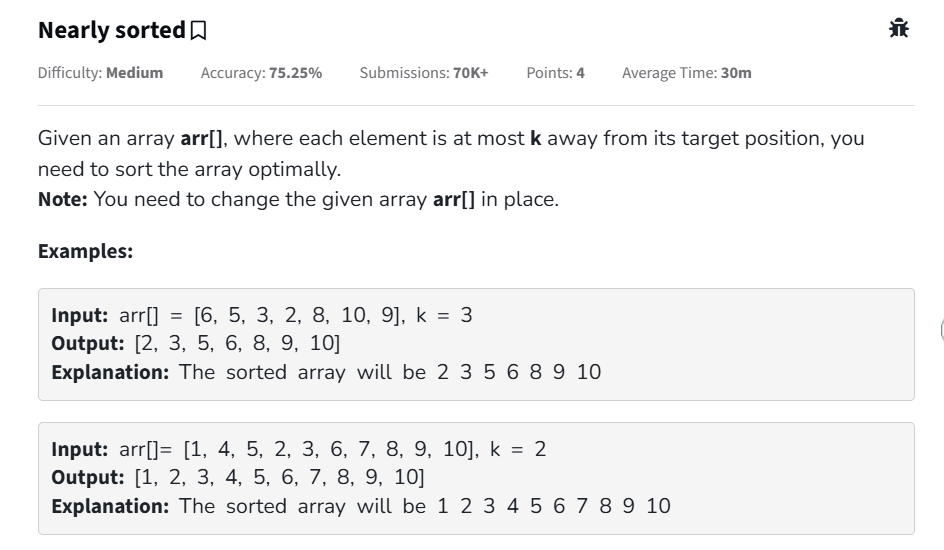 Nearly sorted
Difficulty: Medium Accuracy: 75.25% Submissions: 70K+ Points: 4 Average Time: 30m
Given an array arr[], where each element is at most k away from its target position, you
need to sort the array optimally.
Note: You need to change the given array arr[] in place.
Examples:
Input: arr[] = [6, 5, 3, 2, 8, 10, 9], k = 3
Output: [2, 3, 5, 6, 8, 9, 10]
Explanation: The sorted array will be 2 3 5 6 8 9 10
Input: arr[]= [1, 4, 5, 2, 3, 6, 7, 8, 9, 10], k = 2
Output: [1, 2, 3, 4, 5, 6, 7, 8, 9, 10]
Explanation: The sorted array will be 1 2 3 4 5 6 7 8 9 10